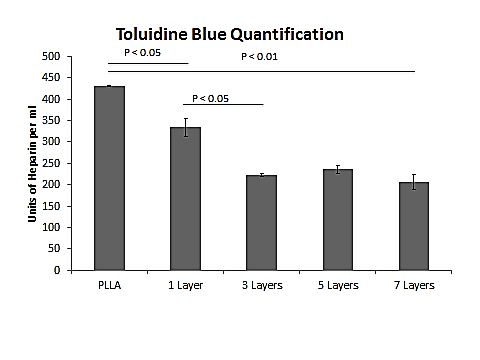 Toluidine Blue Quantification
P < 0.05
P < 0.01
P < 0.05
Units of Heparin per ml
500
450
400
350
300
250
200
150
100
50
0
PLLA
1 Layer
3 Layers
5 Layers
7 Layers